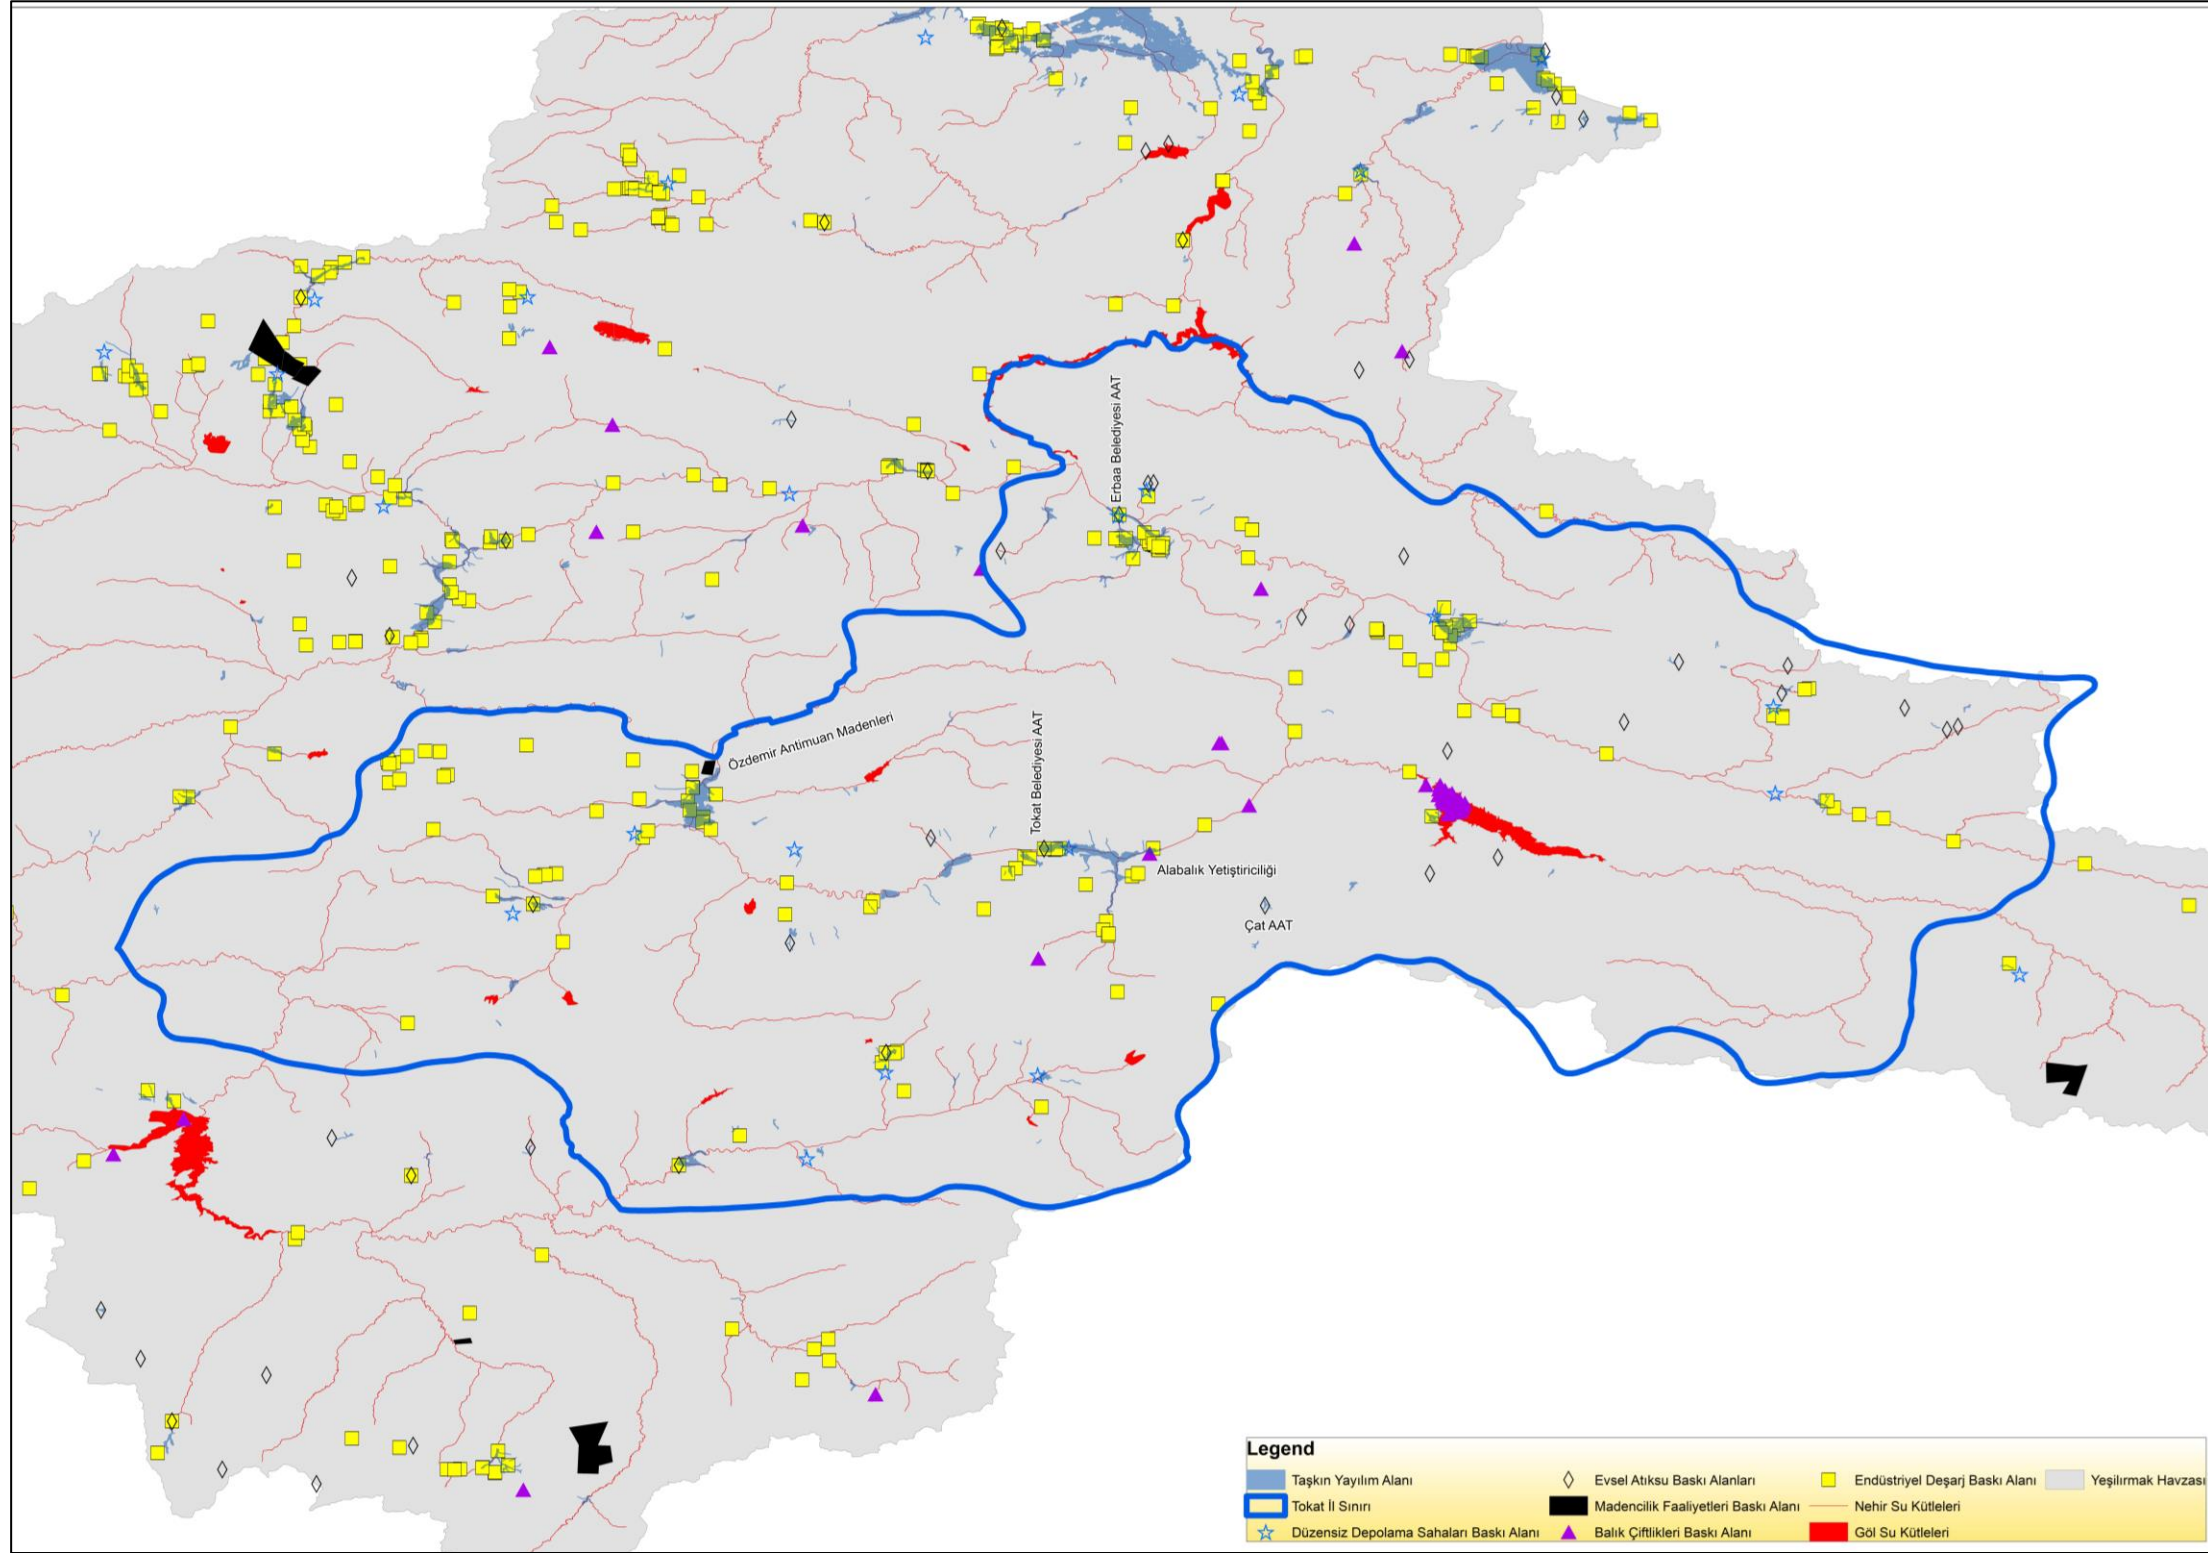 Erbaa Belediyesi AAT
Özdemir Antimuan Madenleri
Tokat Belediyesi AAT
Alabalık Yetiştiriciliği
Çat AAT
Legend
Taşkın Yayılım Alanı
Evsel Atıksu Baskı Alanları
Endüstriyel Deşarj Baskı Alanı
Yeşilırmak Havzası
Tokat İl Sınırı
Madencilik Faaliyetleri Baskı Alanı
Nehir Su Kütleleri
Düzensiz Depolama Sahaları Baskı Alanı
Balık Çiftlikleri Baskı Alanı
Göl Su Kütleleri